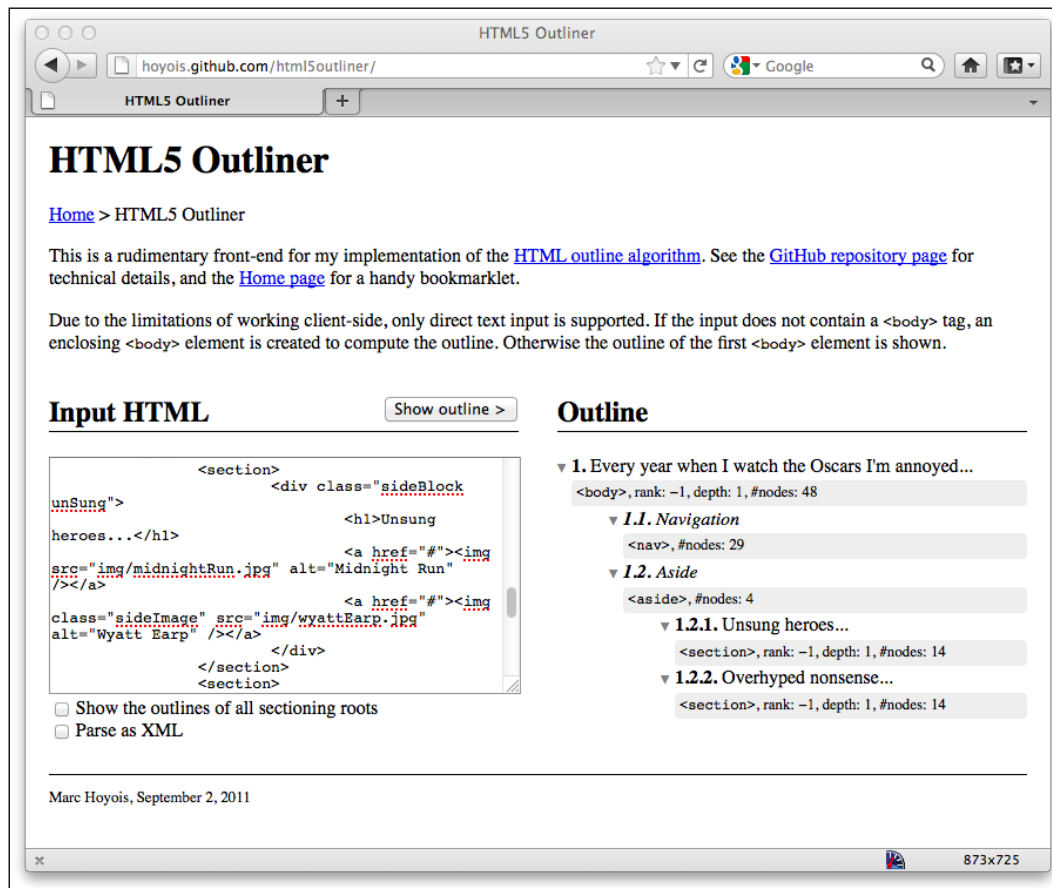 HTML5 Outliner
hoyois.github.com/html5outliner/
Google
HTML5 Outliner
HTML5 Outliner
Home > HTML5 Outliner
This is a rudimentary front-end for my implementation of the HTML outline algorithm. See the GitHub repository page for
technical details, and the Home page for a handy bookmarklet.
Due to the limitations of working client-side, only direct text input is supported. If the input does not contain a <body> tag, an
enclosing <body> element is created to compute the outline. Otherwise the outline of the first <body> element is shown.
Input HTML
Show outline >
<section>
<div class="sideBlock
unSung">
<h1>Unsung
heroes...</h1>
<a href="#"><img
src="img/midnightRun.jpg" alt="Midnight Run"
/></a>
<a href="#"><img
class="sideImage" src="img/wyattEarp.jpg"
alt="Wyatt Earp" /></a>
</div>
</section>
<section>
Show the outlines of all sectioning roots
Parse as XML
Outline
1. Every year when I watch the Oscars I'm annoyed...
<body>, rank: −1, depth: 1, #nodes: 48
1.1. Navigation
<nav>, #nodes: 29
1.2. Aside
<aside>, #nodes: 4
1.2.1. Unsung heroes...
<section>, rank: −1, depth: 1, #nodes: 14
1.2.2. Overhyped nonsense...
<section>, rank: −1, depth: 1, #nodes: 14
Marc Hoyois, September 2, 2011
873x725